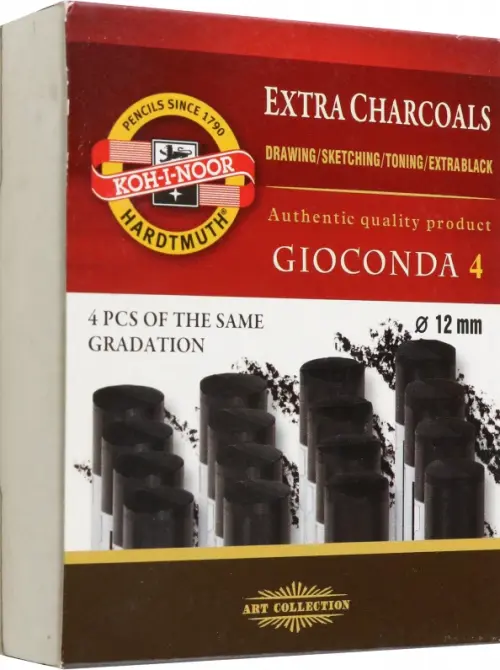 EXTRA CHARCOALS
DRAWING/SKETCHING/TONING/EXTRABLACK
Authentic quality product
GIOCONDA 4
PENCILS SINCE 1790
KOH-I-NOOR
HARDTMUTH®
4 PCS OF THE SAME
GRADATION
ø 12 mm
ART COLLECTION